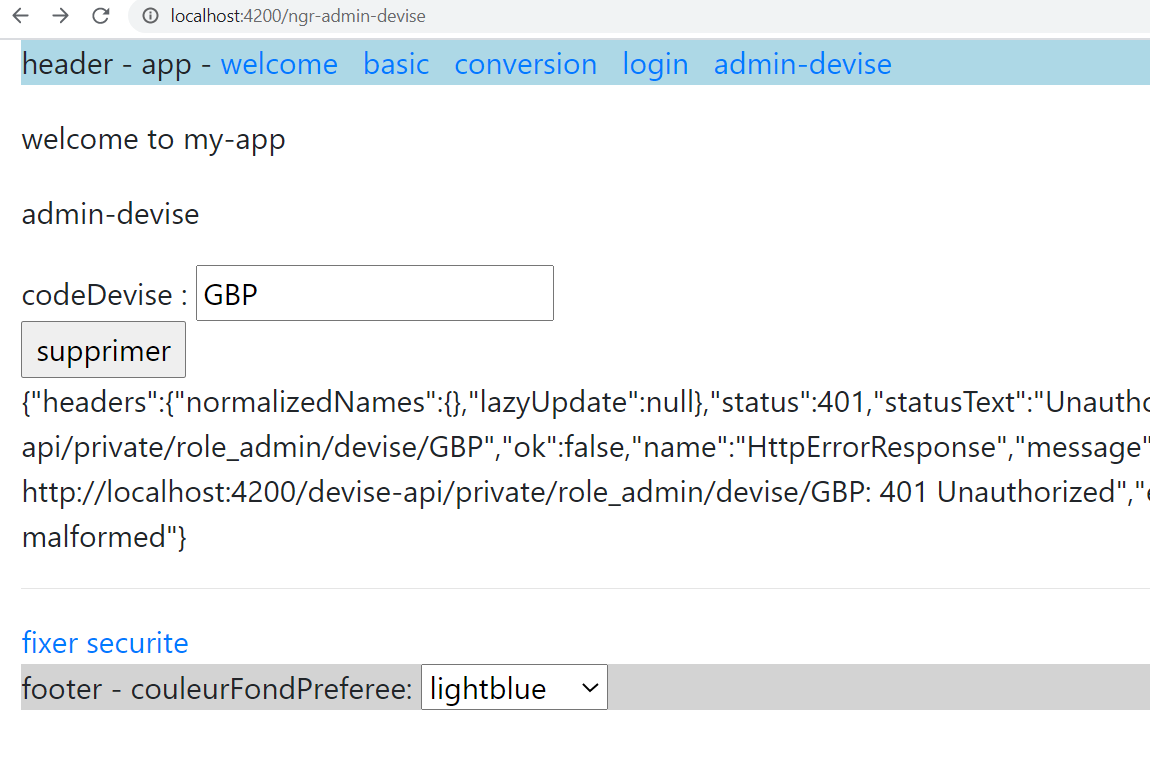 localhost:4200/ngr-admin-devise
header - app - welcome basic conversion login admin-devise
welcome to my-app
admin-devise
codeDevise : GBP
supprimer
{"headers":{"normalizedNames":{},"lazyUpdate":null},"status":401,"statusText":"Unautho
api/private/role_admin/devise/GBP","ok":false,"name":"HttpErrorResponse","message"
http://localhost:4200/devise-api/private/role_admin/devise/GBP: 401 Unauthorized","e
malformed"}
fixer securite
footer - couleurFondPreferee: lightblue